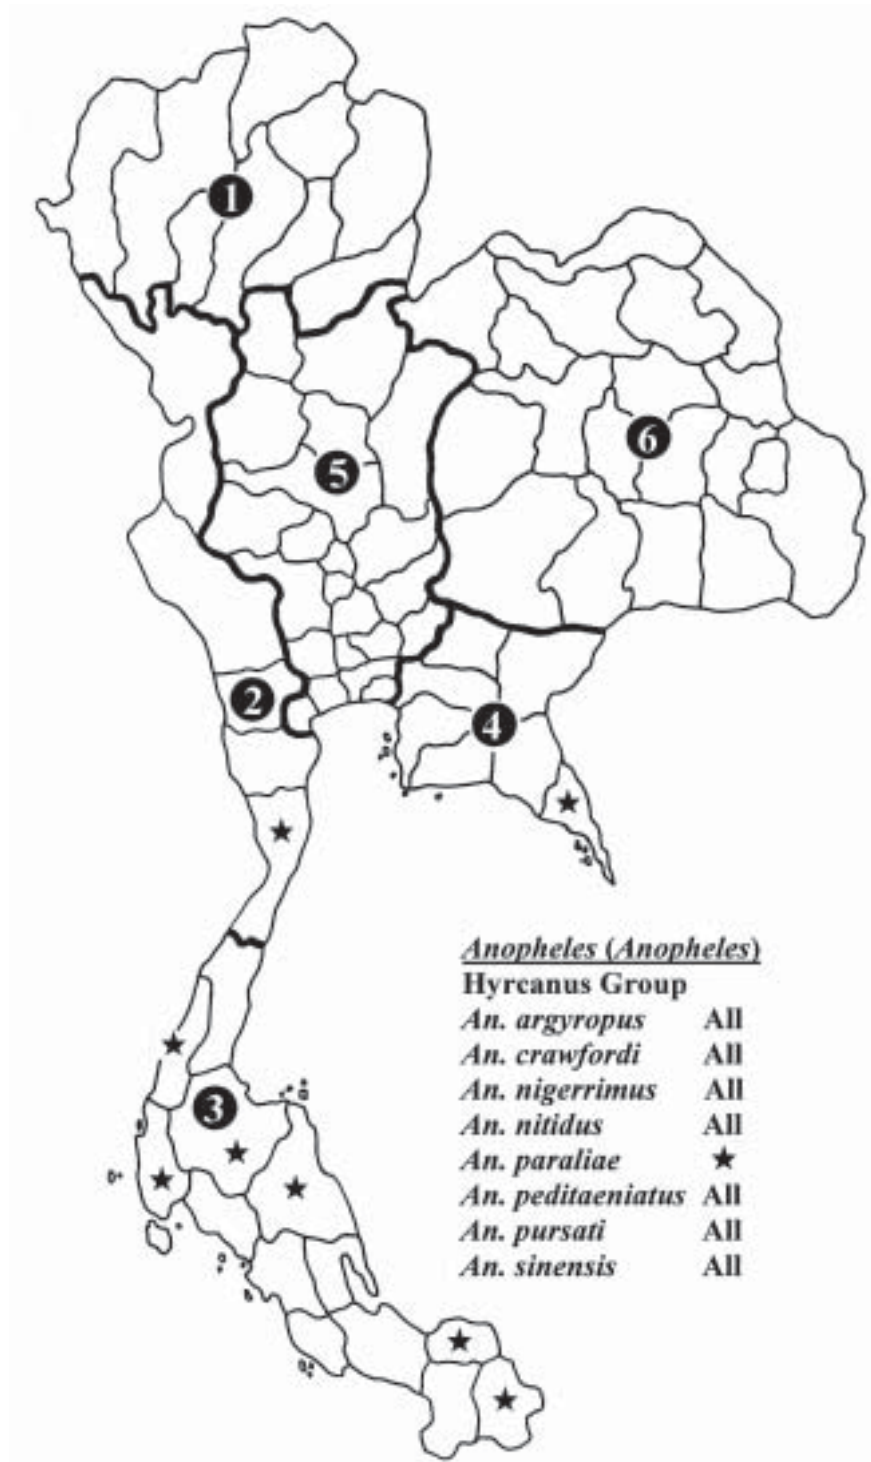 1
6
5
2
4
Anopheles (Anopheles)
Hyrcanus Group
An. argyropus All
An. crawfordi All
An. nigerrimus All
An. nitidus All
An. paraliae ★
An. peditaeniatus All
An. pursati All
An. sinensis All
3